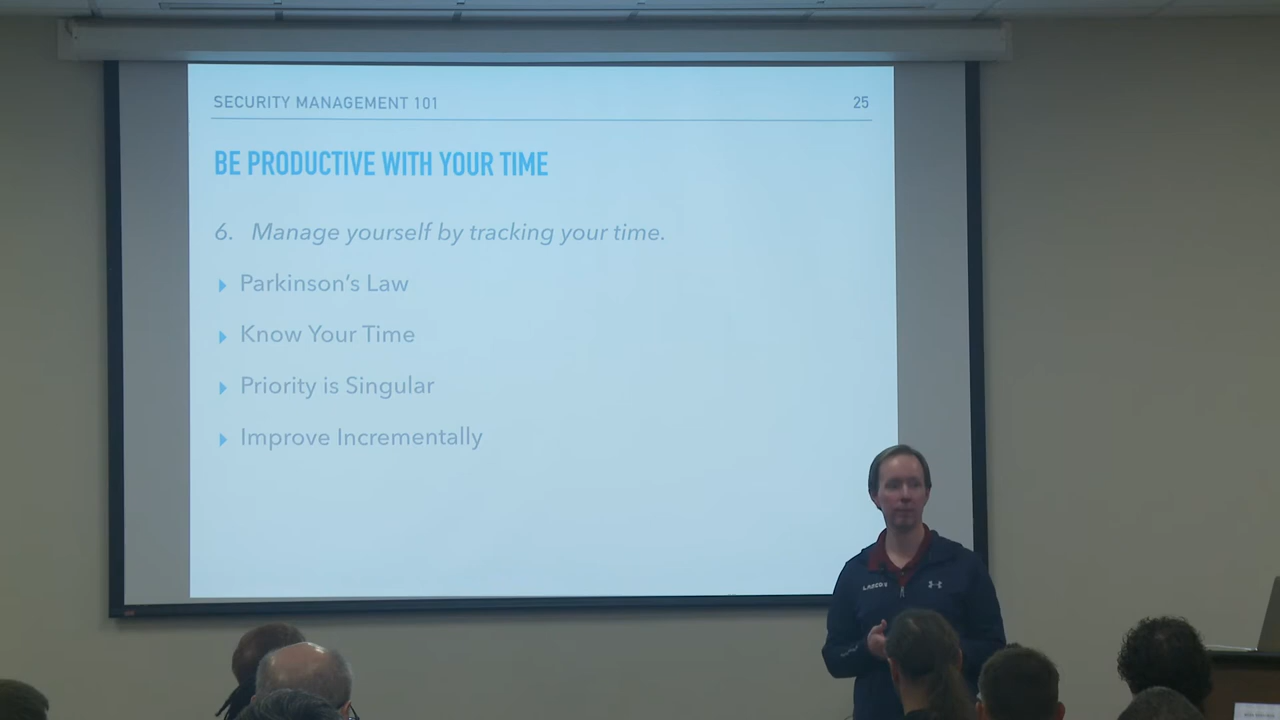 SECURITY MANAGEMENT 101
25
BE PRODUCTIVE WITH YOUR TIME
6. Manage yourself by tracking your time.
Parkinson's Law
Know Your Time
Priority is Singular
Improve Incrementally